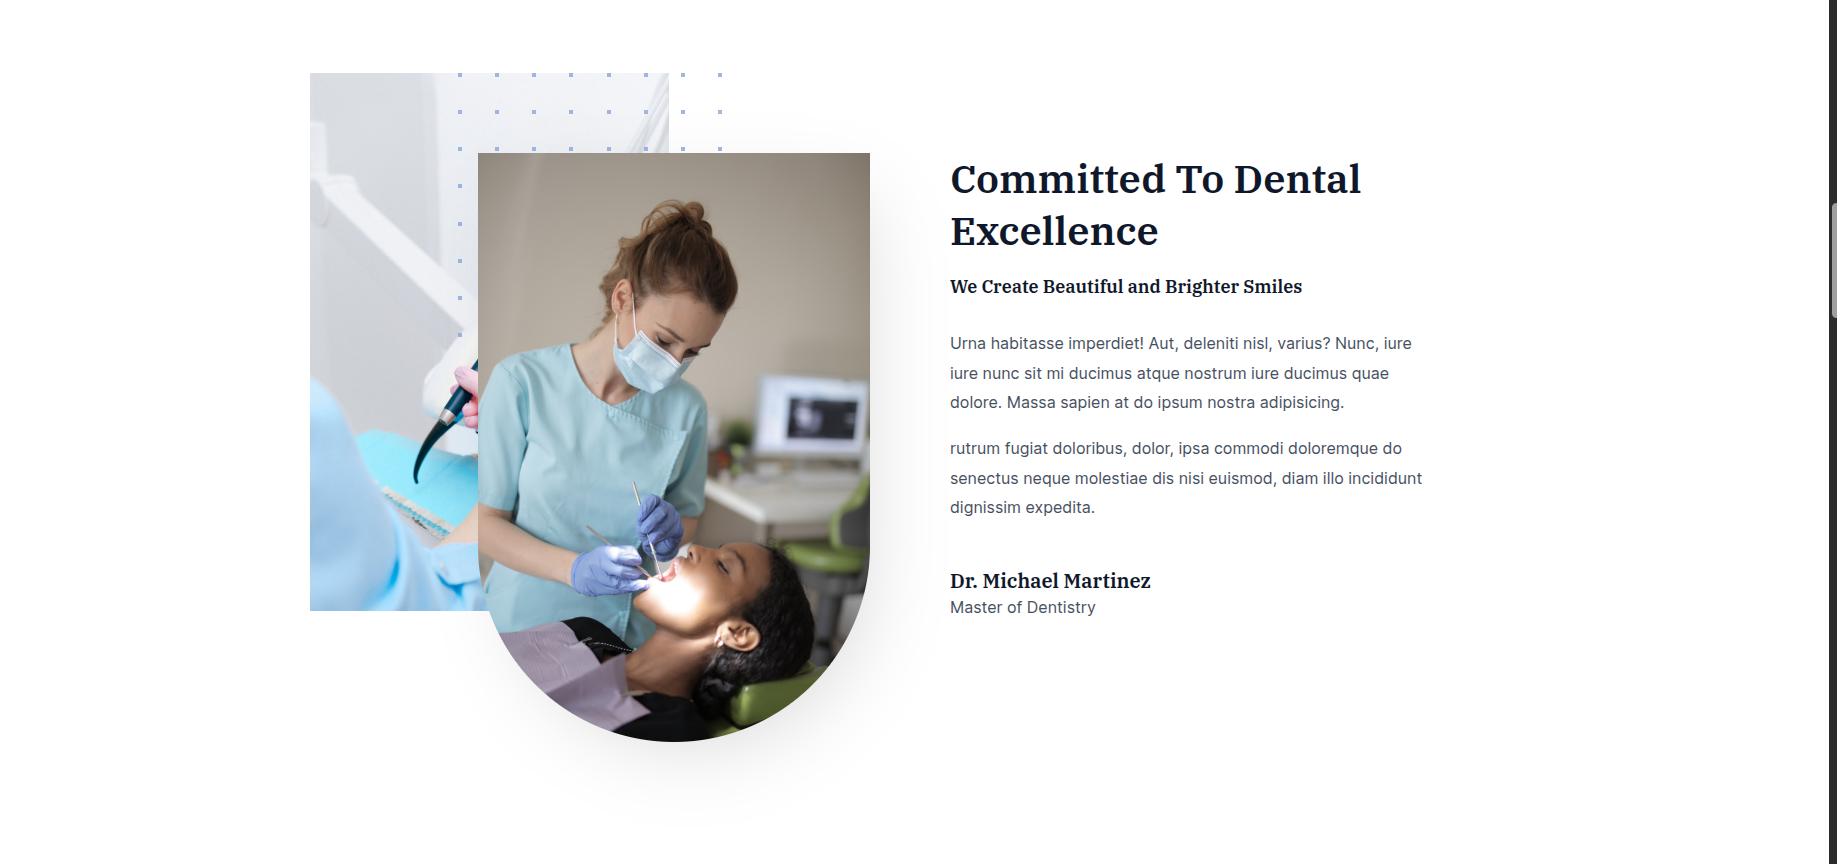 Committed To Dental
Excellence
We Create Beautiful and Brighter Smiles
Urna habitasse imperdiet! Aut, deleniti nisl, varius? Nunc, iure
iure nunc sit mi ducimus atque nostrum iure ducimus quae
dolore. Massa sapien at do ipsum nostra adipisicing.
rutrum fugiat doloribus, dolor, ipsa commodi doloremque do
senectus neque molestiae dis nisi euismod, diam illo incididunt
dignissim expedita.
Dr. Michael Martinez
Master of Dentistry